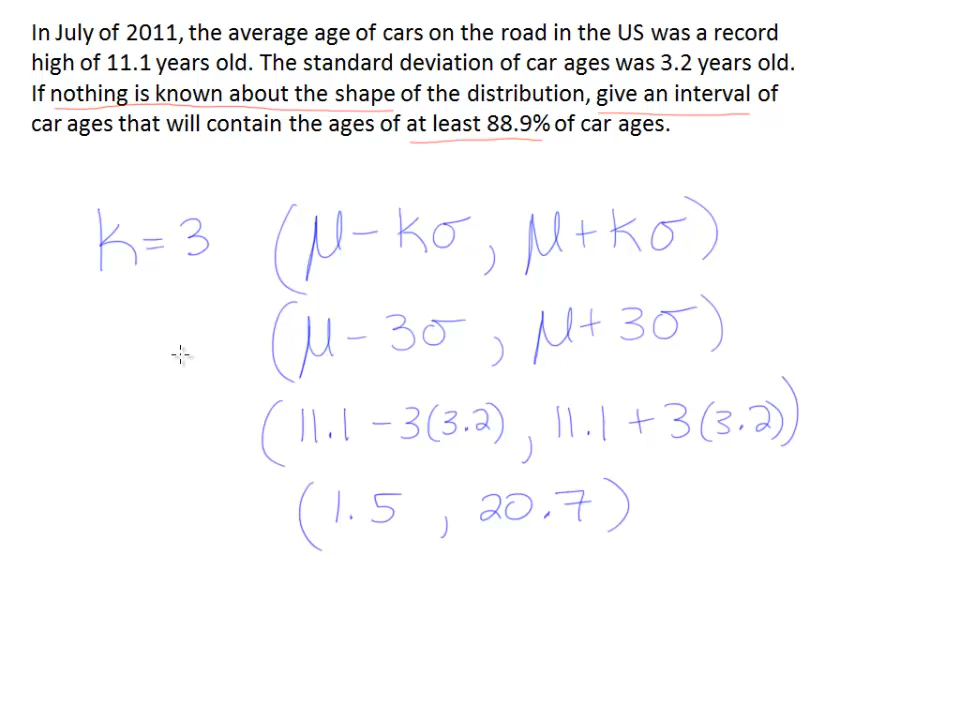 In July of 2011, the average age of cars on the road in the US was a record
high of 11.1 years old. The standard deviation of car ages was 3.2 years old.
If nothing is known about the shape of the distribution, give an interval of
car ages that will contain the ages of at least 88.9% of car ages.
K = 3 (μ - Kσ, μ + Kσ)
(μ - 3σ, μ + 3σ)
(11.1 - 3(3.2), 11.1 + 3(3.2))
(1.5, 20.7)